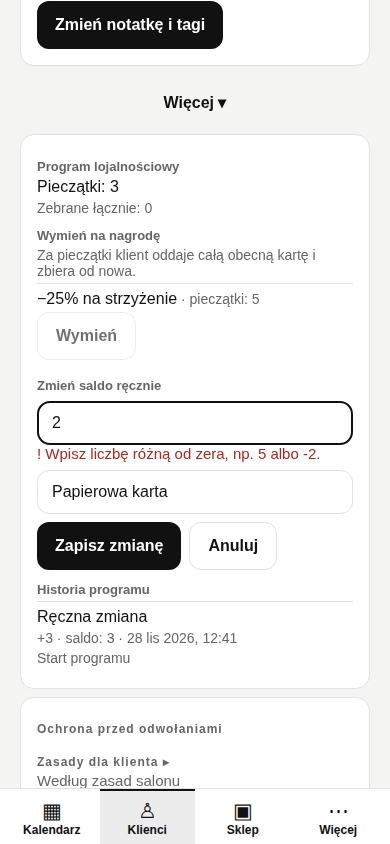 Zmień notatkę i tagi
Więcej ▾
Program lojalnościowy
Pieczątki: 3
Zebrane łącznie: 0
Wymień na nagrodę
Za pieczątki klient oddaje całą obecną kartę i
zbiera od nowa.
−25% na strzyżenie · pieczątki: 5
Wymień
Zmień saldo ręcznie
2
! Wpisz liczbę różną od zera, np. 5 albo -2.
Papierowa karta
Zapisz zmianę
Anuluj
Historia programu
Ręczna zmiana
+3 · saldo: 3 · 28 lis 2026, 12:41
Start programu
Ochrona przed odwołaniami
Zasady dla klienta ▸
Według zasad salonu
Kalendarz
Klienci
Sklep
Więcej